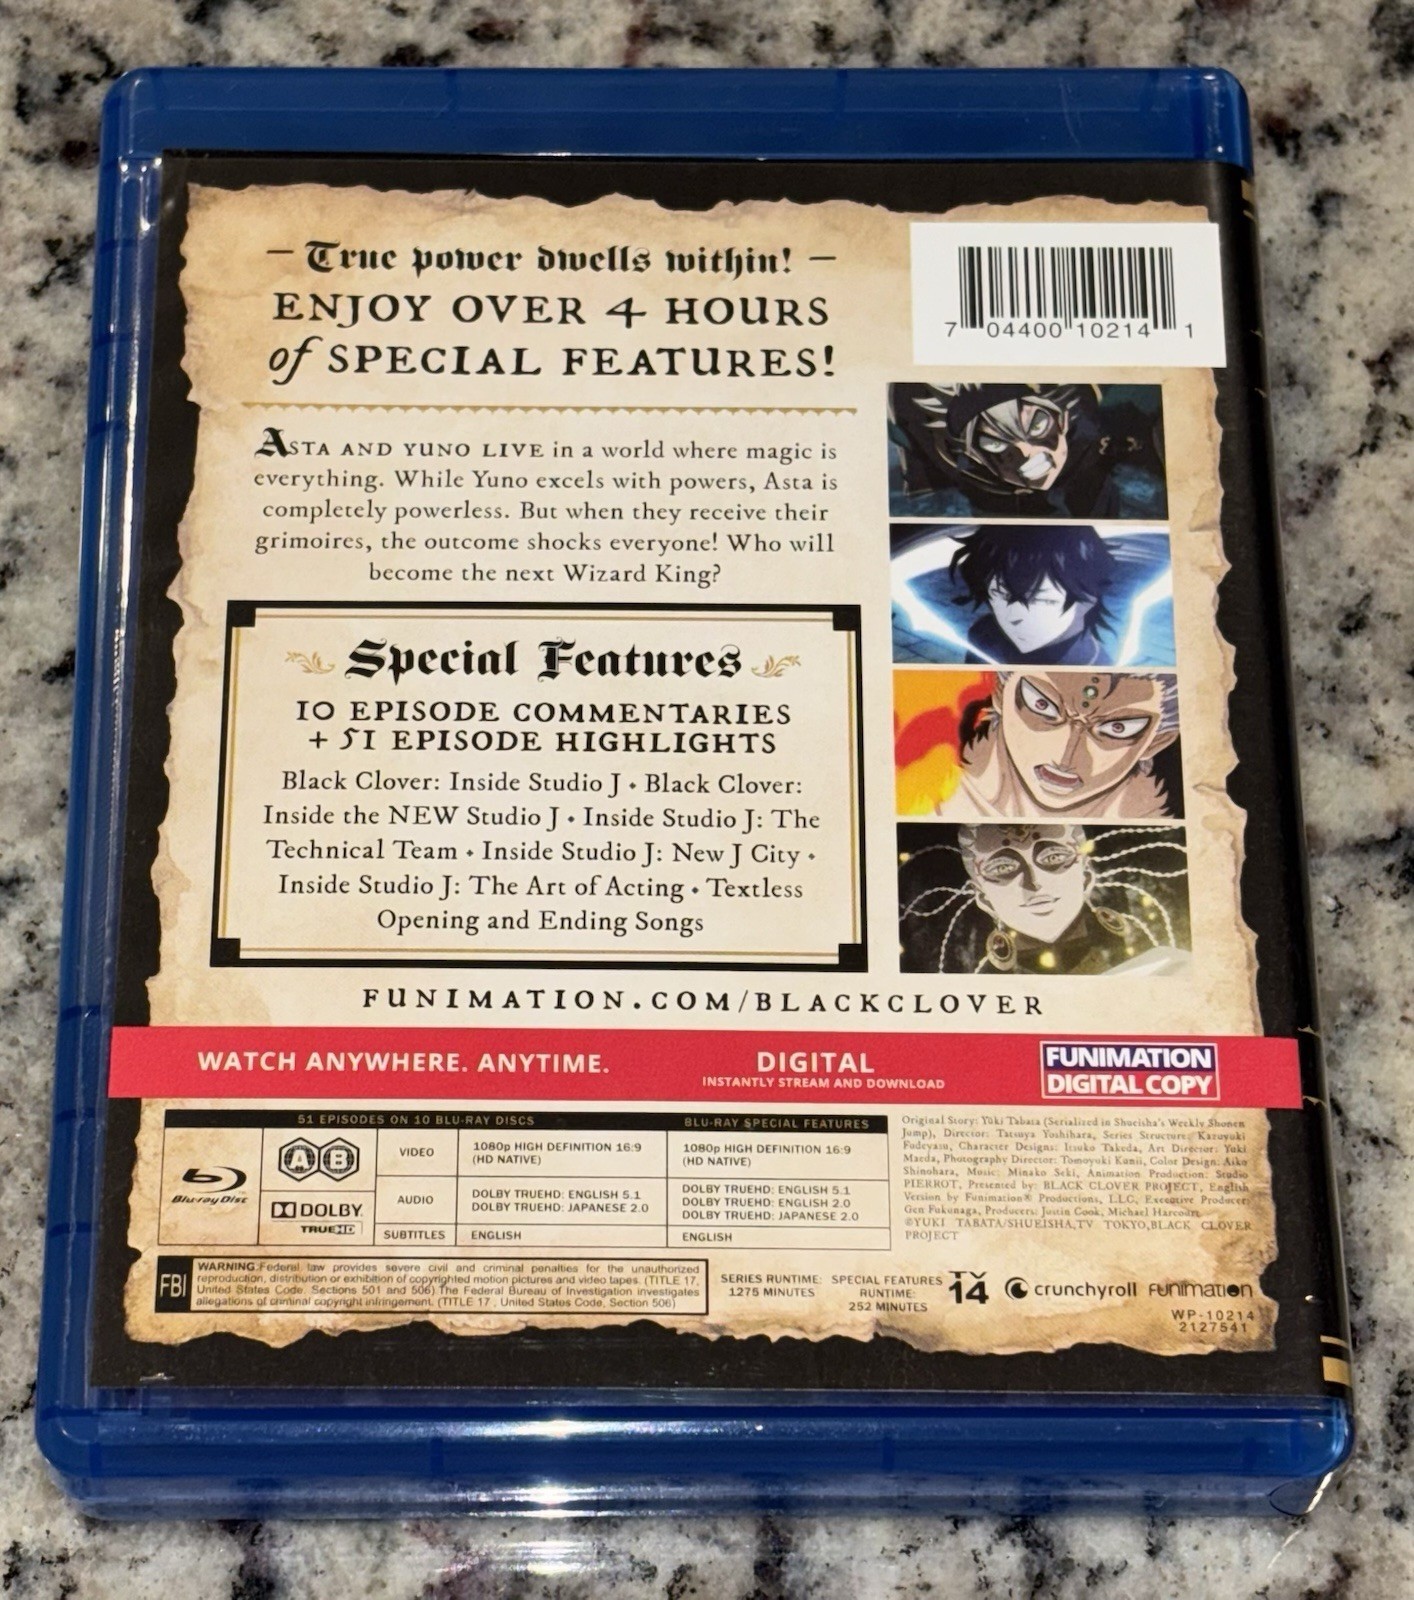 — True power dwells within! —
ENJOY OVER 4 HOURS
of SPECIAL FEATURES!
7 04400 10214 1
ASTA AND YUNO LIVE in a world where magic is
everything. While Yuno excels with powers, Asta is
completely powerless. But when they receive their
grimoires, the outcome shocks everyone! Who will
become the next Wizard King?
Special Features
10 EPISODE COMMENTARIES
+ 51 EPISODE HIGHLIGHTS
Black Clover: Inside Studio J • Black Clover:
Inside the NEW Studio J • Inside Studio J: The
Technical Team • Inside Studio J: New J City •
Inside Studio J: The Art of Acting • Textless
Opening and Ending Songs
FUNIMATION.COM/BLACKCLOVER
WATCH ANYWHERE. ANYTIME.
DIGITAL
INSTANTLY STREAM AND DOWNLOAD
FUNIMATION
DIGITAL COPY
51 EPISODES ON 10 BLU-RAY DISCS
BLU-RAY SPECIAL FEATURES
Blu-ray Disc
A B
DOLBY
TRUEHD
VIDEO
1080p HIGH DEFINITION 16:9
(HD NATIVE)
1080p HIGH DEFINITION 16:9
(HD NATIVE)
AUDIO
DOLBY TRUEHD: ENGLISH 5.1
DOLBY TRUEHD: JAPANESE 2.0
DOLBY TRUEHD: ENGLISH 5.1
DOLBY TRUEHD: ENGLISH 2.0
DOLBY TRUEHD: JAPANESE 2.0
SUBTITLES
ENGLISH
ENGLISH
Original Story: Yūki Tabata (Serialized in Shueisha's Weekly Shonen
Jump), Director: Tatsuya Yoshihara, Series Structure: Kazuyuki
Fudeyasu, Character Designs: Itsuko Takeda, Art Director: Yuki
Maeda, Photography Director: Tomoyuki Kunii, Color Design: Aiko
Shinohara, Music: Minako Seki, Animation Production: Studio
PIERROT, Presented by: BLACK CLOVER PROJECT, English
Version by Funimation® Productions, LLC, Executive Producer:
Gen Fukunaga, Producers: Justin Cook, Michael Harcourt
©YUKI TABATA/SHUEISHA,TV TOKYO,BLACK CLOVER
PROJECT
FBI
WARNING:Federal law provides severe civil and criminal penalties for the unauthorized
reproduction, distribution or exhibition of copyrighted motion pictures and video tapes. (TITLE 17,
United States Code, Sections 501 and 506) The Federal Bureau of Investigation investigates
allegations of criminal copyright infringement. (TITLE 17 , United States Code, Section 506)
SERIES RUNTIME:
1275 MINUTES
SPECIAL FEATURES
RUNTIME:
252 MINUTES
TV
14
crunchyroll
FUNIMATION
WP-10214
2127541